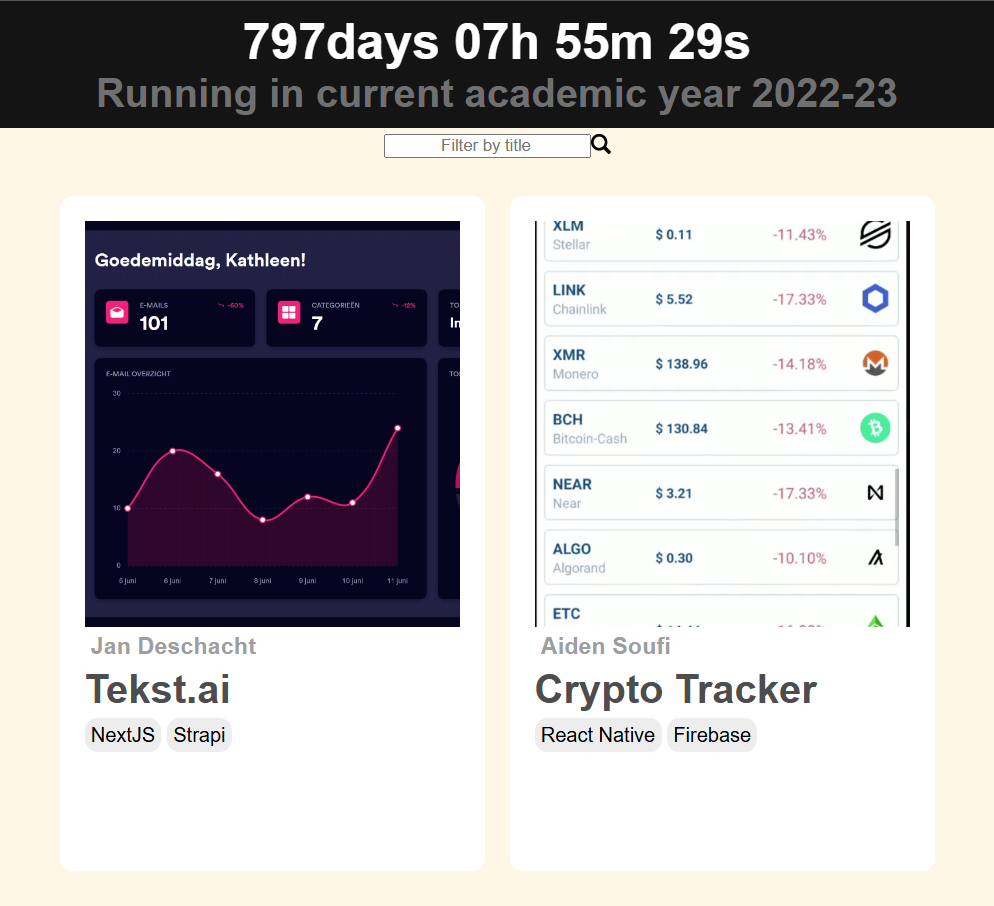 797days 07h 55m 29s
Running in current academic year 2022-23
Filter by title
Goedemiddag, Kathleen!
E-MAILS -60%
101
CATEGORIEËN -12%
7
TO
In
E-MAIL OVERZICHT
TO
30
20
10
0
5 juni 6 juni 7 juni 8 juni 9 juni 10 juni 11 juni
Jan Deschacht
Tekst.ai
NextJS Strapi
XLM
Stellar
$ 0.11 -11.43%
LINK
Chainlink
$ 5.52 -17.33%
XMR
Monero
$ 138.96 -14.18%
BCH
Bitcoin-Cash
$ 130.84 -13.41%
NEAR
Near
$ 3.21 -17.33%
ALGO
Algorand
$ 0.30 -10.10%
ETC
Aiden Soufi
Crypto Tracker
React Native Firebase